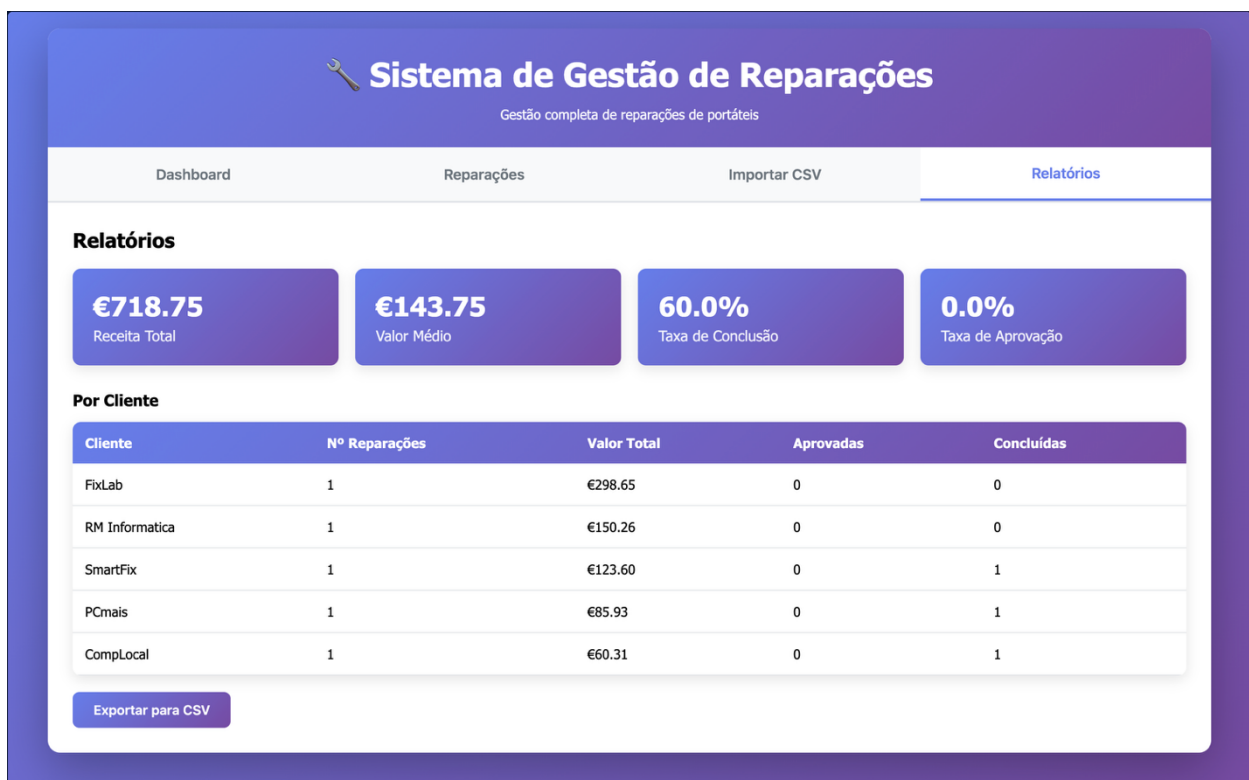 🔧 Sistema de Gestão de Reparações
Gestão completa de reparações de portáteis
Dashboard Reparações Importar CSV Relatórios
Relatórios
€718.75 €143.75 60.0% 0.0%
Receita Total Valor Médio Taxa de Conclusão Taxa de Aprovação
Por Cliente
Cliente Nº Reparações Valor Total Aprovadas Concluídas
FixLab 1 €298.65 0 0
RM Informatica 1 €150.26 0 0
SmartFix 1 €123.60 0 1
PCmais 1 €85.93 0 1
CompLocal 1 €60.31 0 1
Exportar para CSV